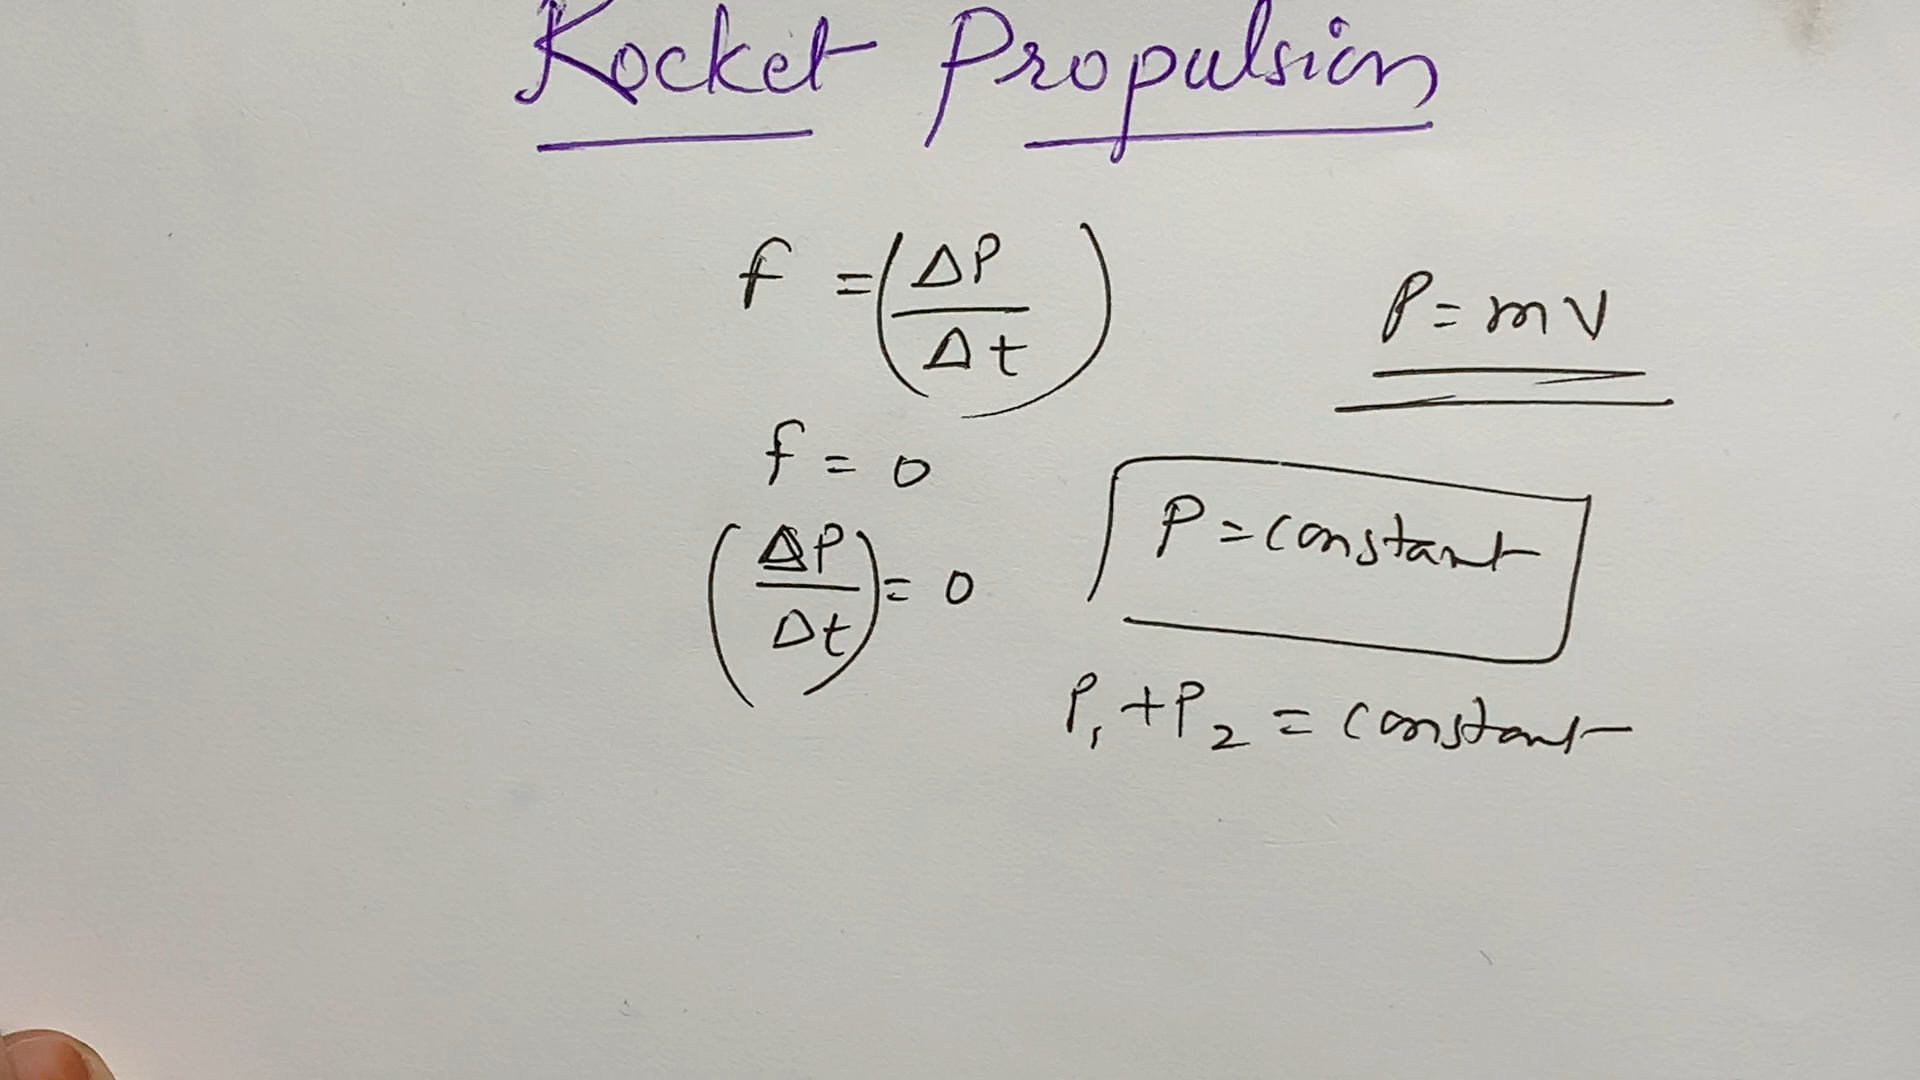 Rocket Propulsion
f = (ΔP/Δt)
P = mv
f = 0
P = constant
(ΔP/Δt) = 0
P₁ + P₂ = constant